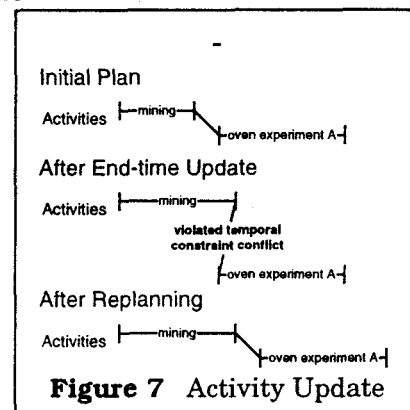 Initial Plan
Activities mining
oven experiment A
After End-time Update
Activities mining
violated temporal
constraint conflict
oven experiment A
After Replanning
Activities mining
oven experiment A
Figure 7 Activity Update